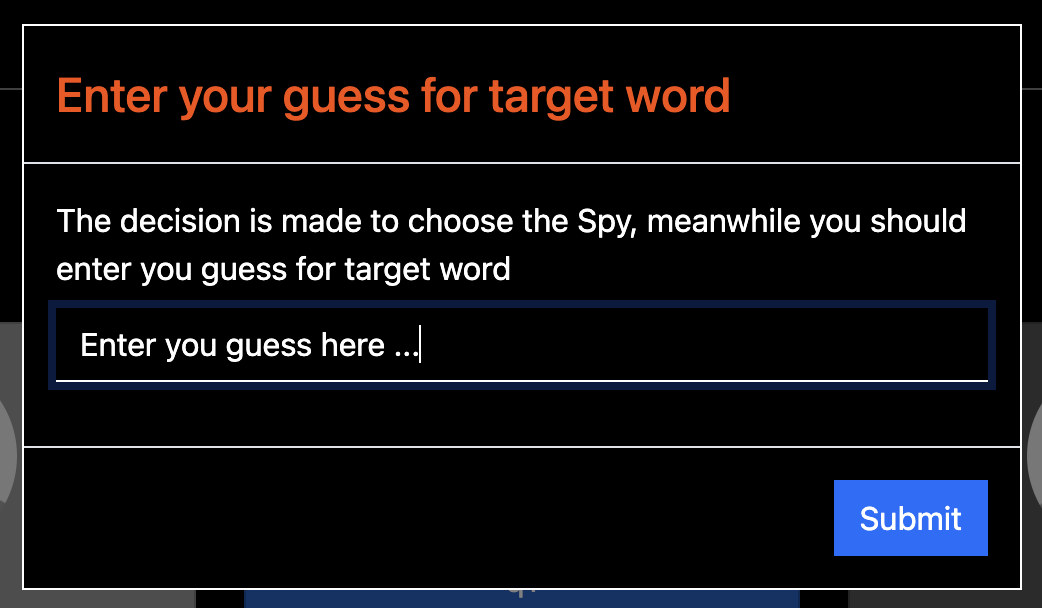 Enter your guess for target word
The decision is made to choose the Spy, meanwhile you should
enter you guess for target word
Enter you guess here ...
Submit